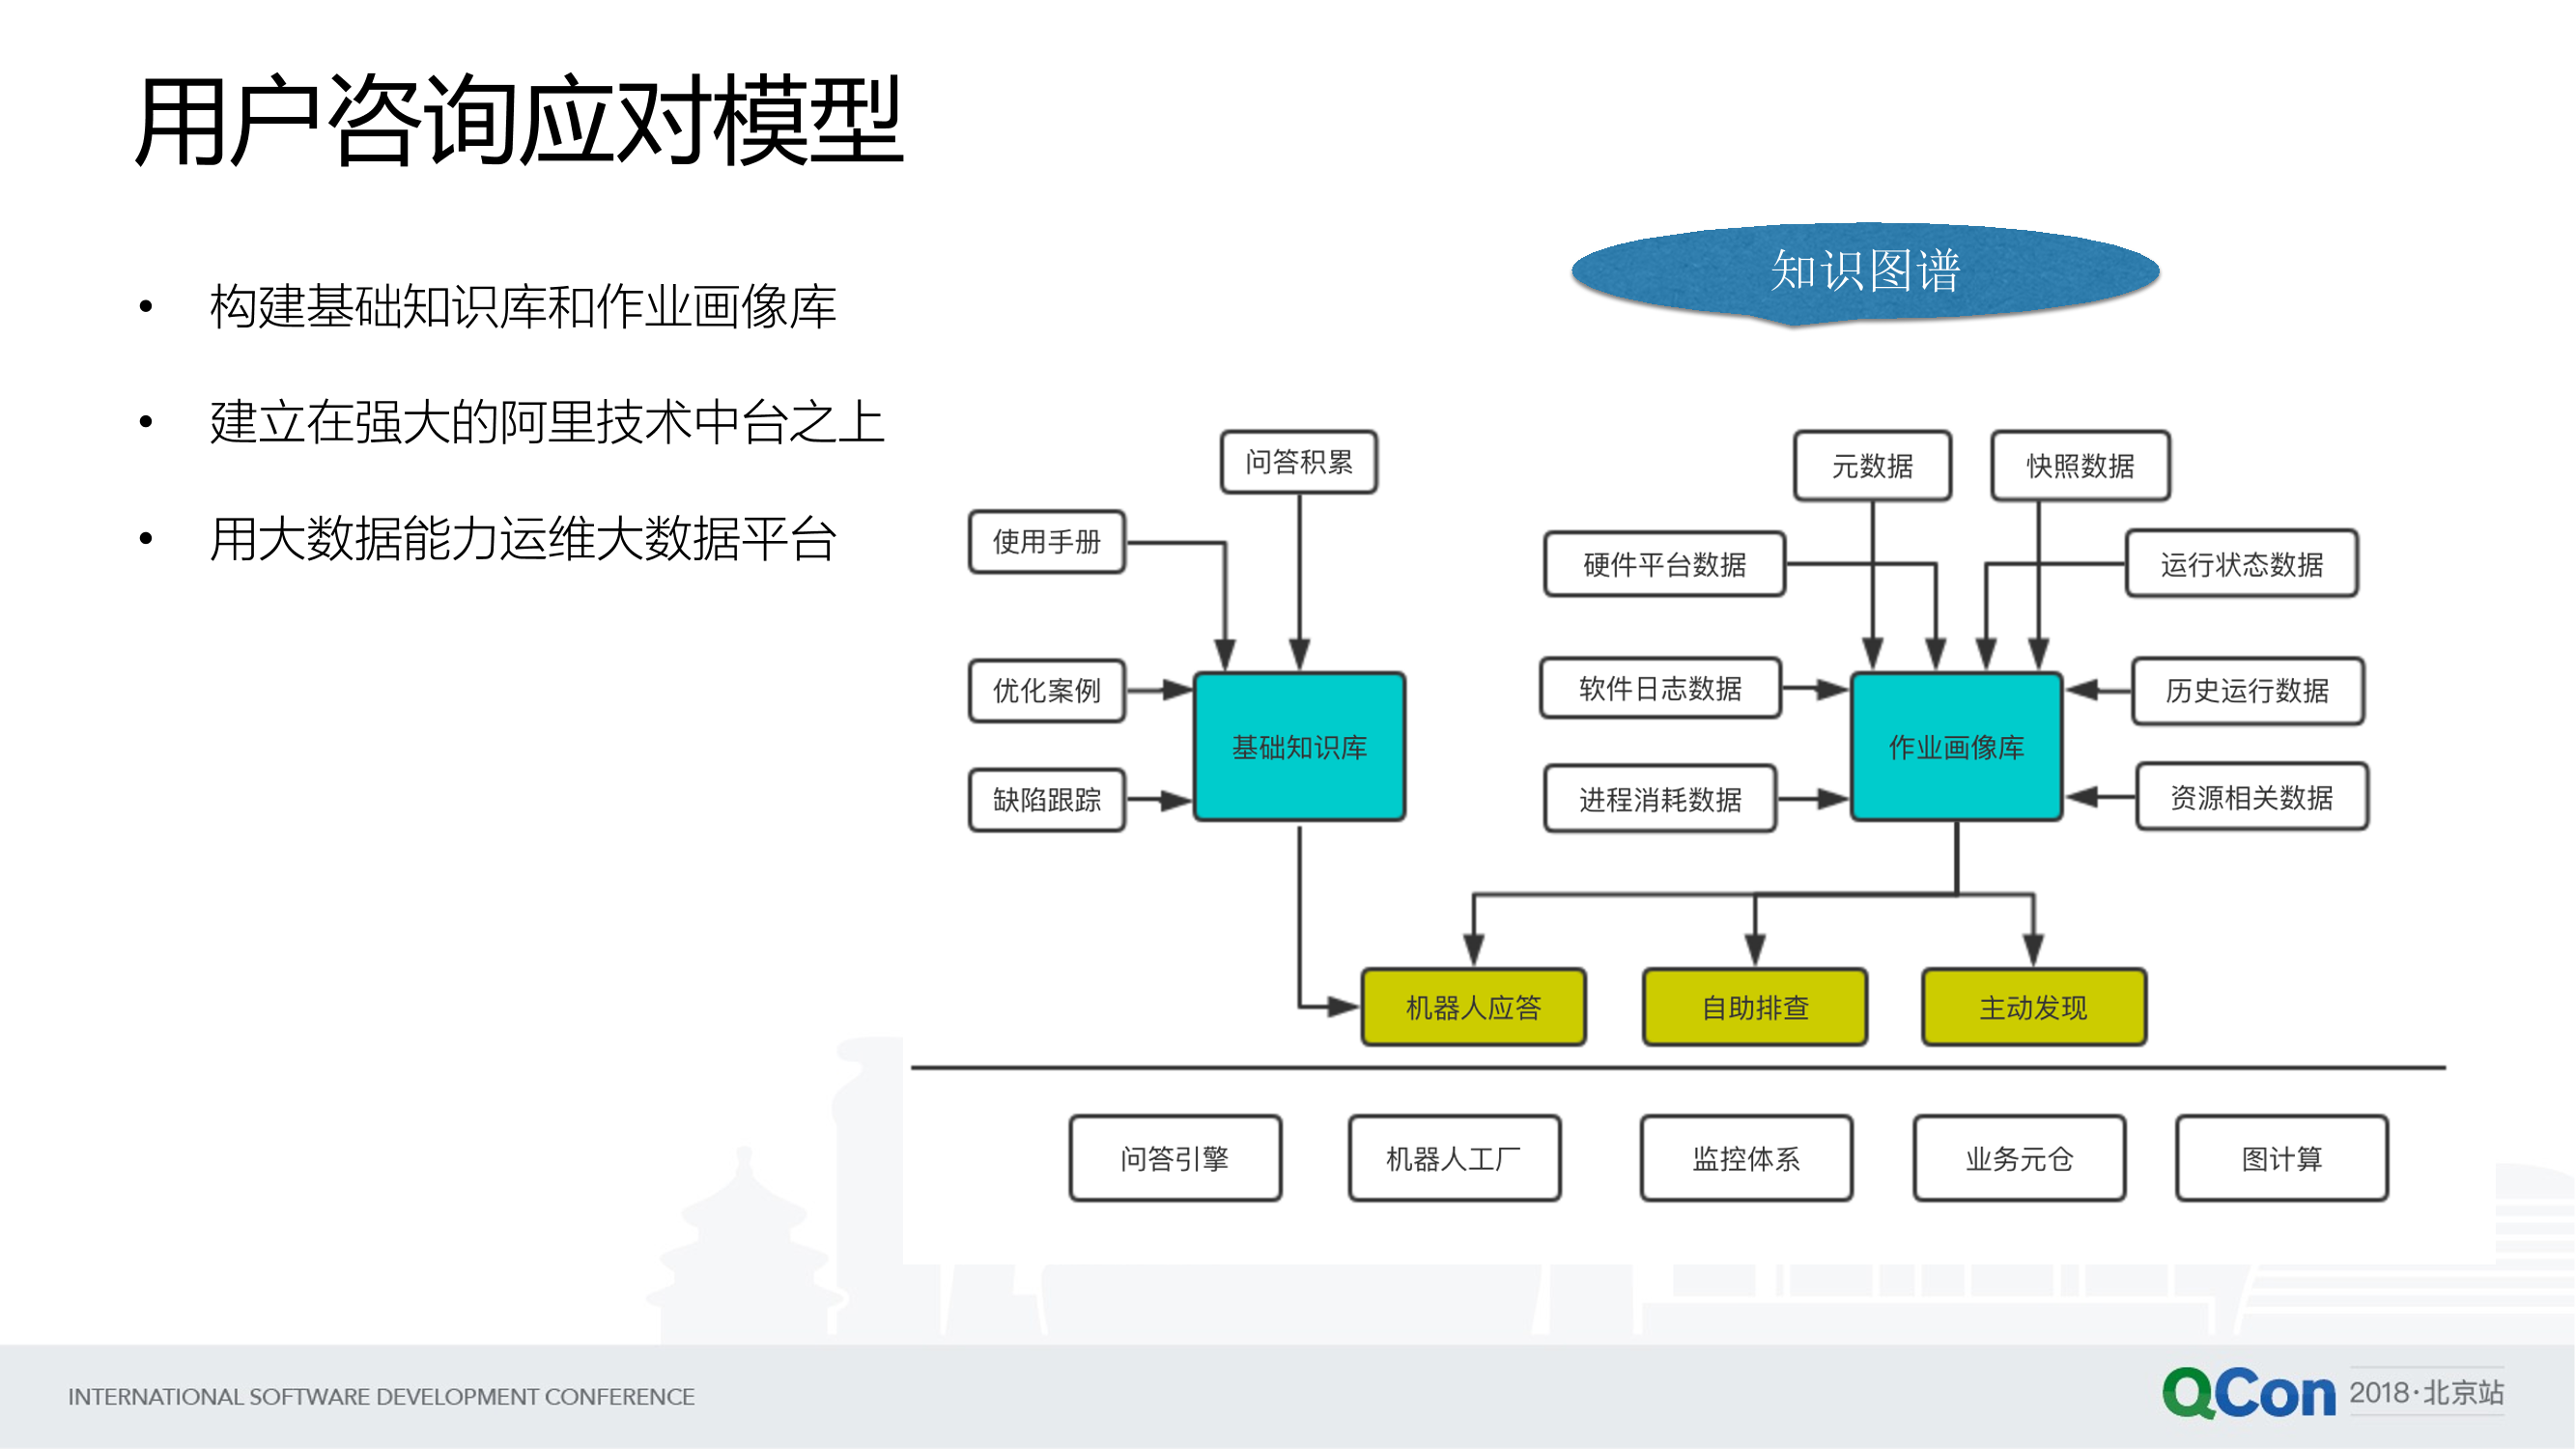 用户咨询应对模型
• 构建基础知识库和作业画像库
• 建立在强大的阿里技术中台之上
• 用大数据能力运维大数据平台
知识图谱
问答积累
使用手册
优化案例
缺陷跟踪
基础知识库
元数据
快照数据
硬件平台数据
运行状态数据
软件日志数据
历史运行数据
作业画像库
进程消耗数据
资源相关数据
机器人应答
自助排查
主动发现
问答引擎
机器人工厂
监控体系
业务元仓
图计算
INTERNATIONAL SOFTWARE DEVELOPMENT CONFERENCE
QCon 2018·北京站